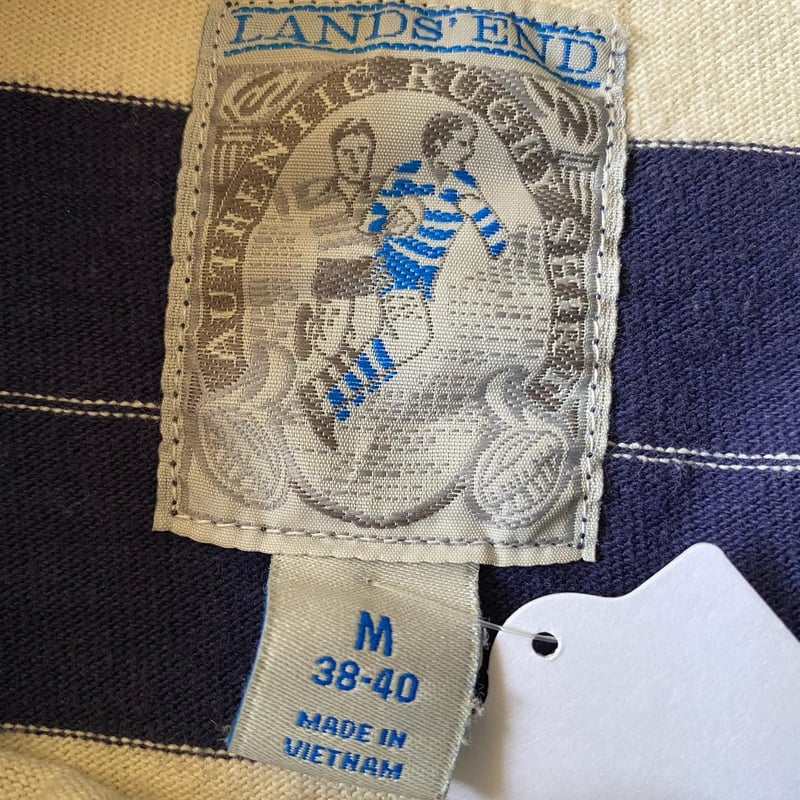 LANDS' END
AUTHENTIC RUGBY SHIRT
M
38-40
MADE IN
VIETNAM